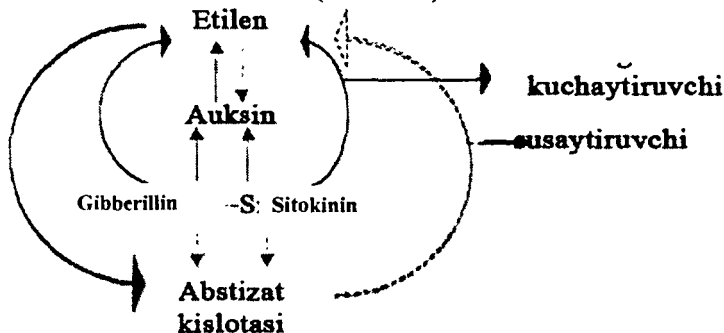 Etilen
kuchaytiruvchi
Auksin
susaytiruvchi
Gibberillin
S: Sitokinin
Abstizat
kislotasi